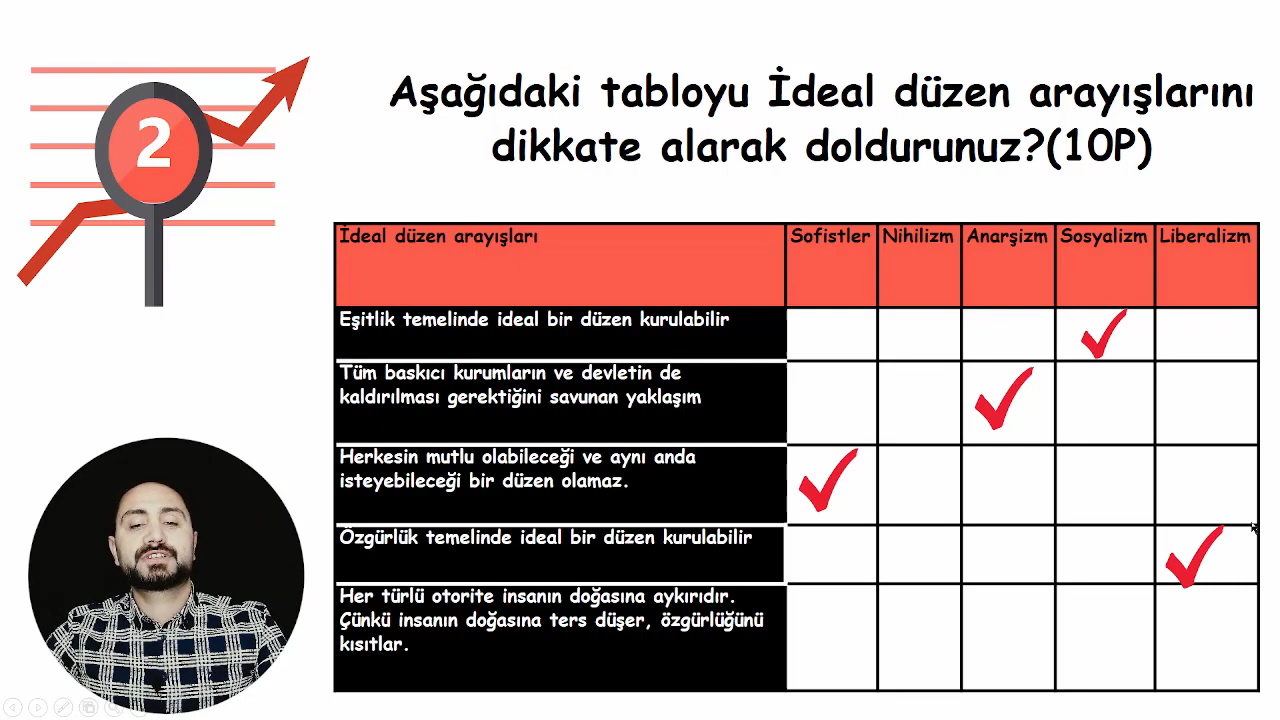 2
Aşağıdaki tabloyu İdeal düzen arayışlarını
dikkate alarak doldurunuz?(10P)
İdeal düzen arayışları
Sofistler
Nihilizm
Anarşizm
Sosyalizm
Liberalizm
Eşitlik temelinde ideal bir düzen kurulabilir
Tüm baskıcı kurumların ve devletin de
kaldırılması gerektiğini savunan yaklaşım
Herkesin mutlu olabileceği ve aynı anda
isteyebileceği bir düzen olamaz.
Özgürlük temelinde ideal bir düzen kurulabilir
Her türlü otorite insanın doğasına aykırıdır.
Çünkü insanın doğasına ters düşer, özgürlüğünü
kısıtlar.